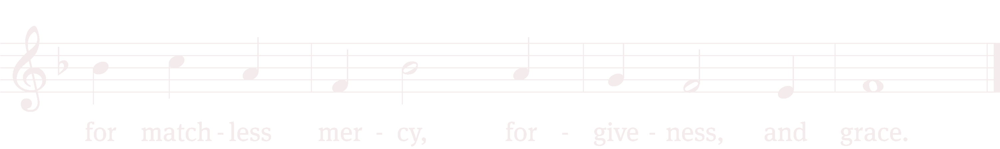 for match - less mer - cy, for - give - ness, and grace.